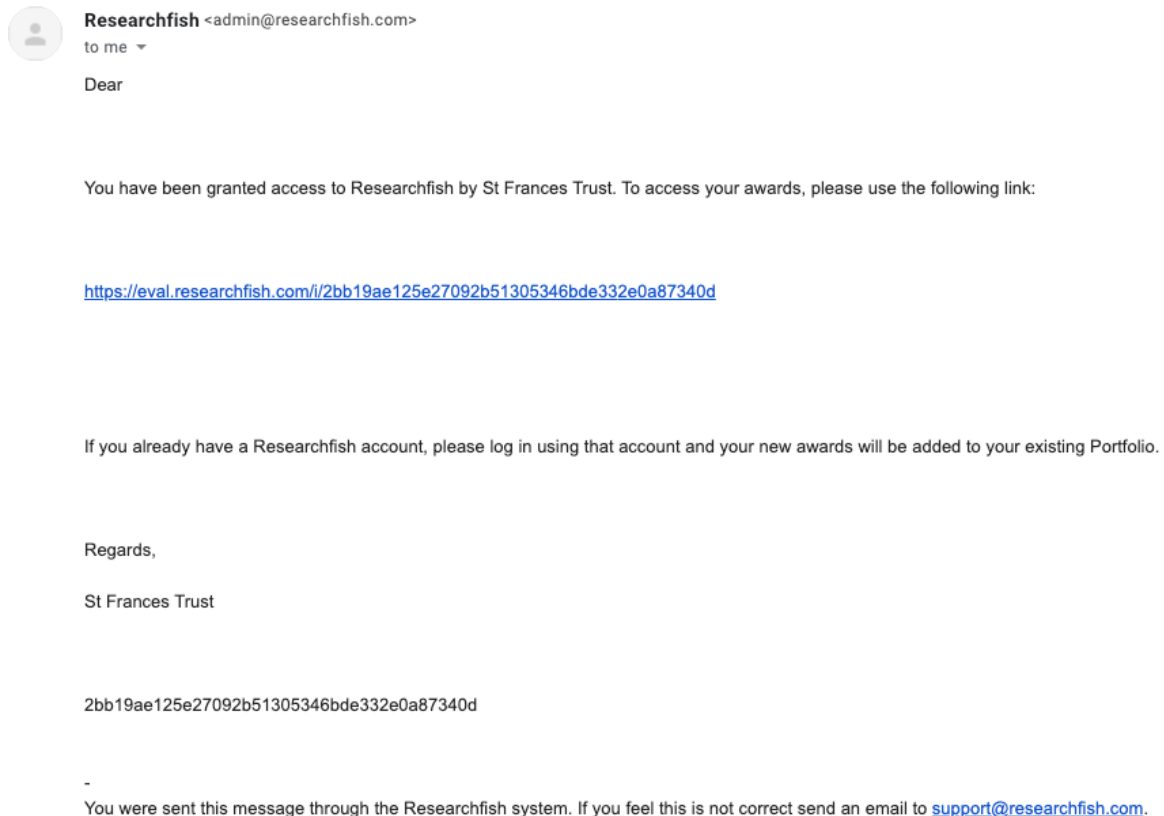 Researchfish <admin@researchfish.com>
to me
Dear
You have been granted access to Researchfish by St Frances Trust. To access your awards, please use the following link:
https://eval.researchfish.com/i/2bb19ae125e27092b51305346bde332e0a87340d
If you already have a Researchfish account, please log in using that account and your new awards will be added to your existing Portfolio.
Regards,
St Frances Trust
2bb19ae125e27092b51305346bde332e0a87340d
-
You were sent this message through the Researchfish system. If you feel this is not correct send an email to support@researchfish.com.